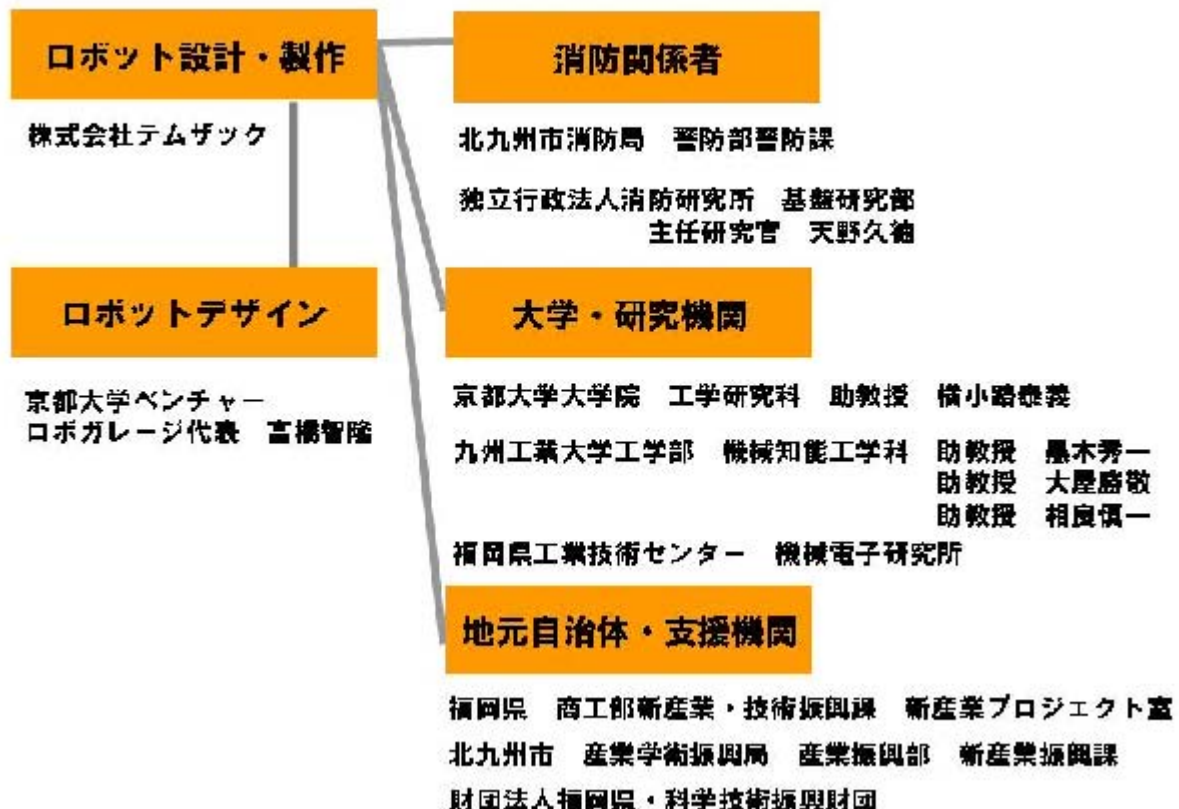 ロボット設計・製作
株式会社テムザック
ロボットデザイン
京都大学ベンチャー
ロボガレージ代表 高橋智隆
消防関係者
北九州市消防局 警防部警防課
独立行政法人消防研究所 基盤研究部
主任研究官 天野久徳
大学・研究機関
京都大学大学院 工学研究科 助教授 横小路泰義
九州工業大学工学部 機械知能工学科 助教授 黒木秀一
助教授 大屋勝敬
助教授 相良慎一
福岡県工業技術センター 機械電子研究所
地元自治体・支援機関
福岡県 商工部新産業・技術振興課 新産業プロジェクト室
北九州市 産業学術振興局 産業振興部 新産業振興課
財団法人福岡県・科学技術振興財団